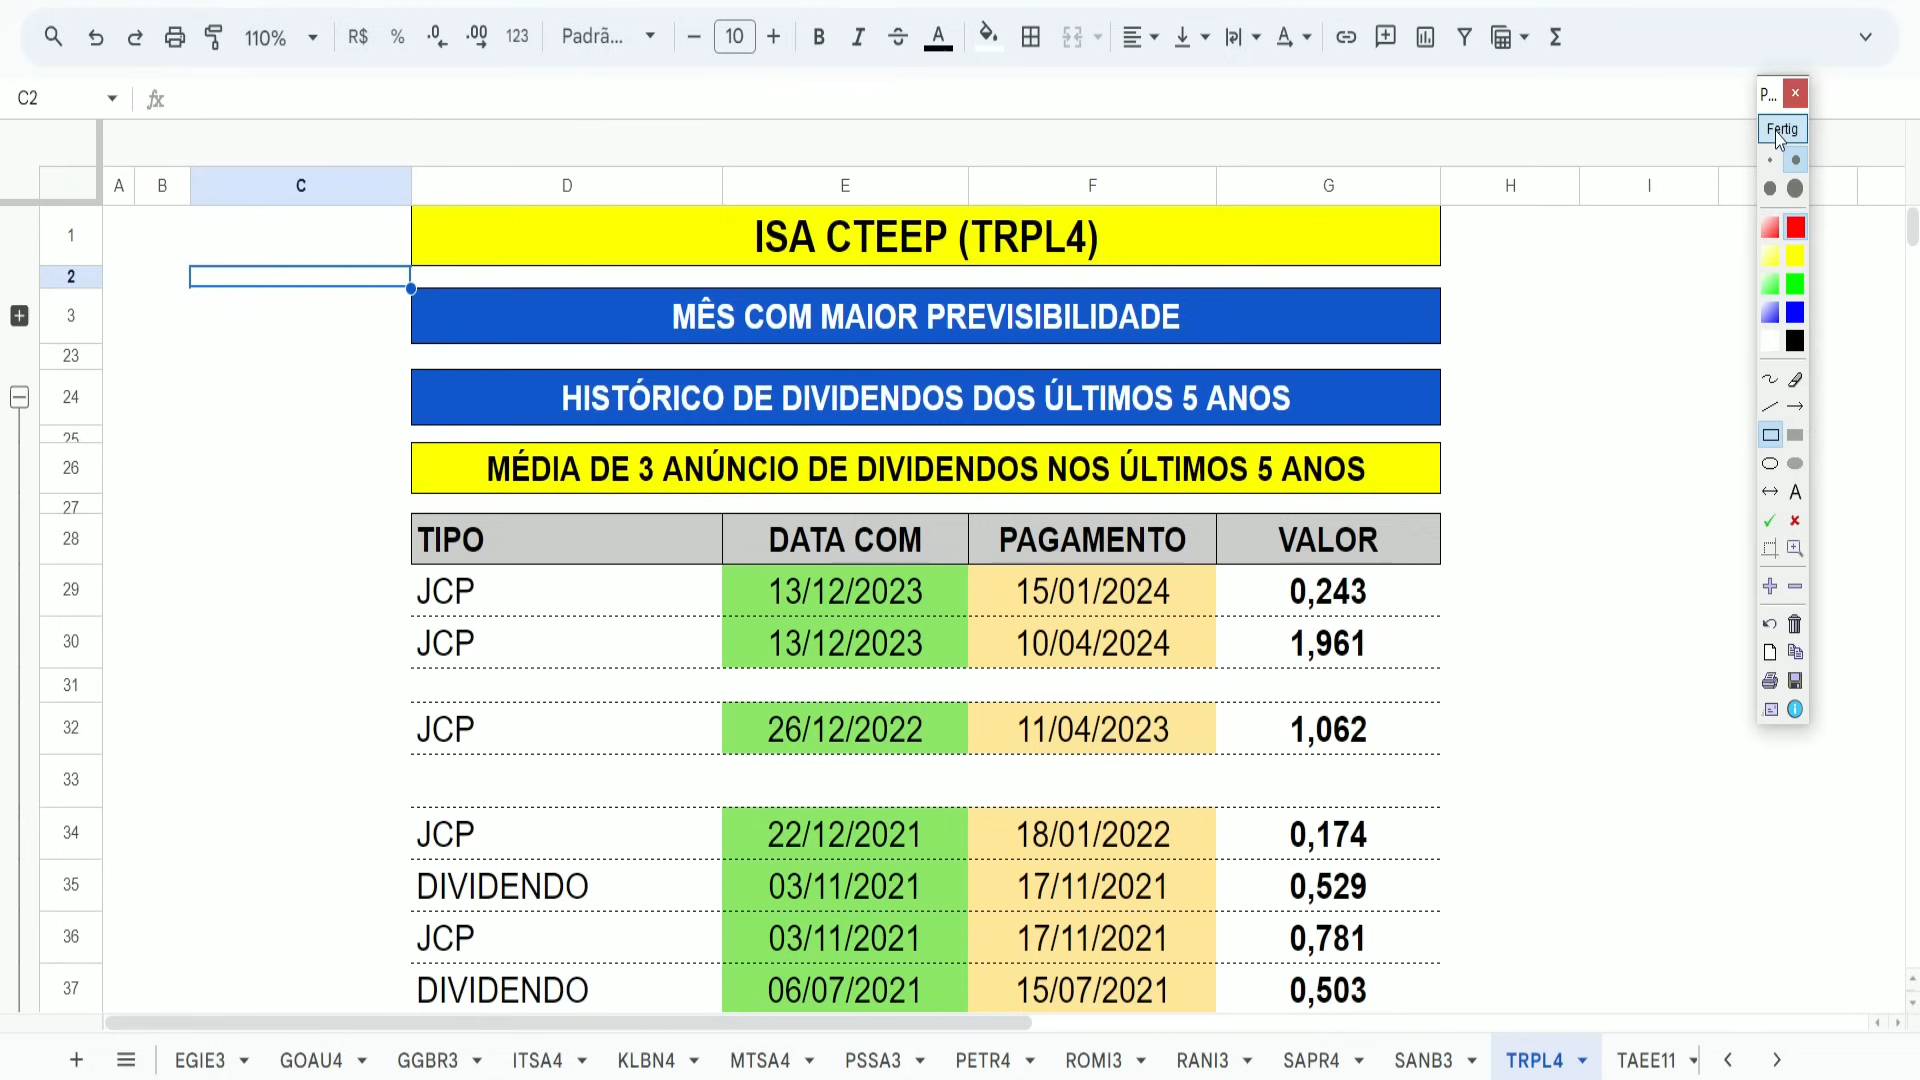 110% R$ % .0 .00 123 Padrã... 10 B I A A Σ
C2 fx
P...
Fertig
A B C D E F G H I
1 ISA CTEEP (TRPL4)
2
3 MÊS COM MAIOR PREVISIBILIDADE
23
24 HISTÓRICO DE DIVIDENDOS DOS ÚLTIMOS 5 ANOS
25
26 MÉDIA DE 3 ANÚNCIO DE DIVIDENDOS NOS ÚLTIMOS 5 ANOS
27
28 TIPO DATA COM PAGAMENTO VALOR
29 JCP 13/12/2023 15/01/2024 0,243
30 JCP 13/12/2023 10/04/2024 1,961
31
32 JCP 26/12/2022 11/04/2023 1,062
33
34 JCP 22/12/2021 18/01/2022 0,174
35 DIVIDENDO 03/11/2021 17/11/2021 0,529
36 JCP 03/11/2021 17/11/2021 0,781
37 DIVIDENDO 06/07/2021 15/07/2021 0,503
EGIE3 GOAU4 GGBR3 ITSA4 KLBN4 MTSA4 PSSA3 PETR4 ROMI3 RANI3 SAPR4 SANB3 TRPL4 TAEE11